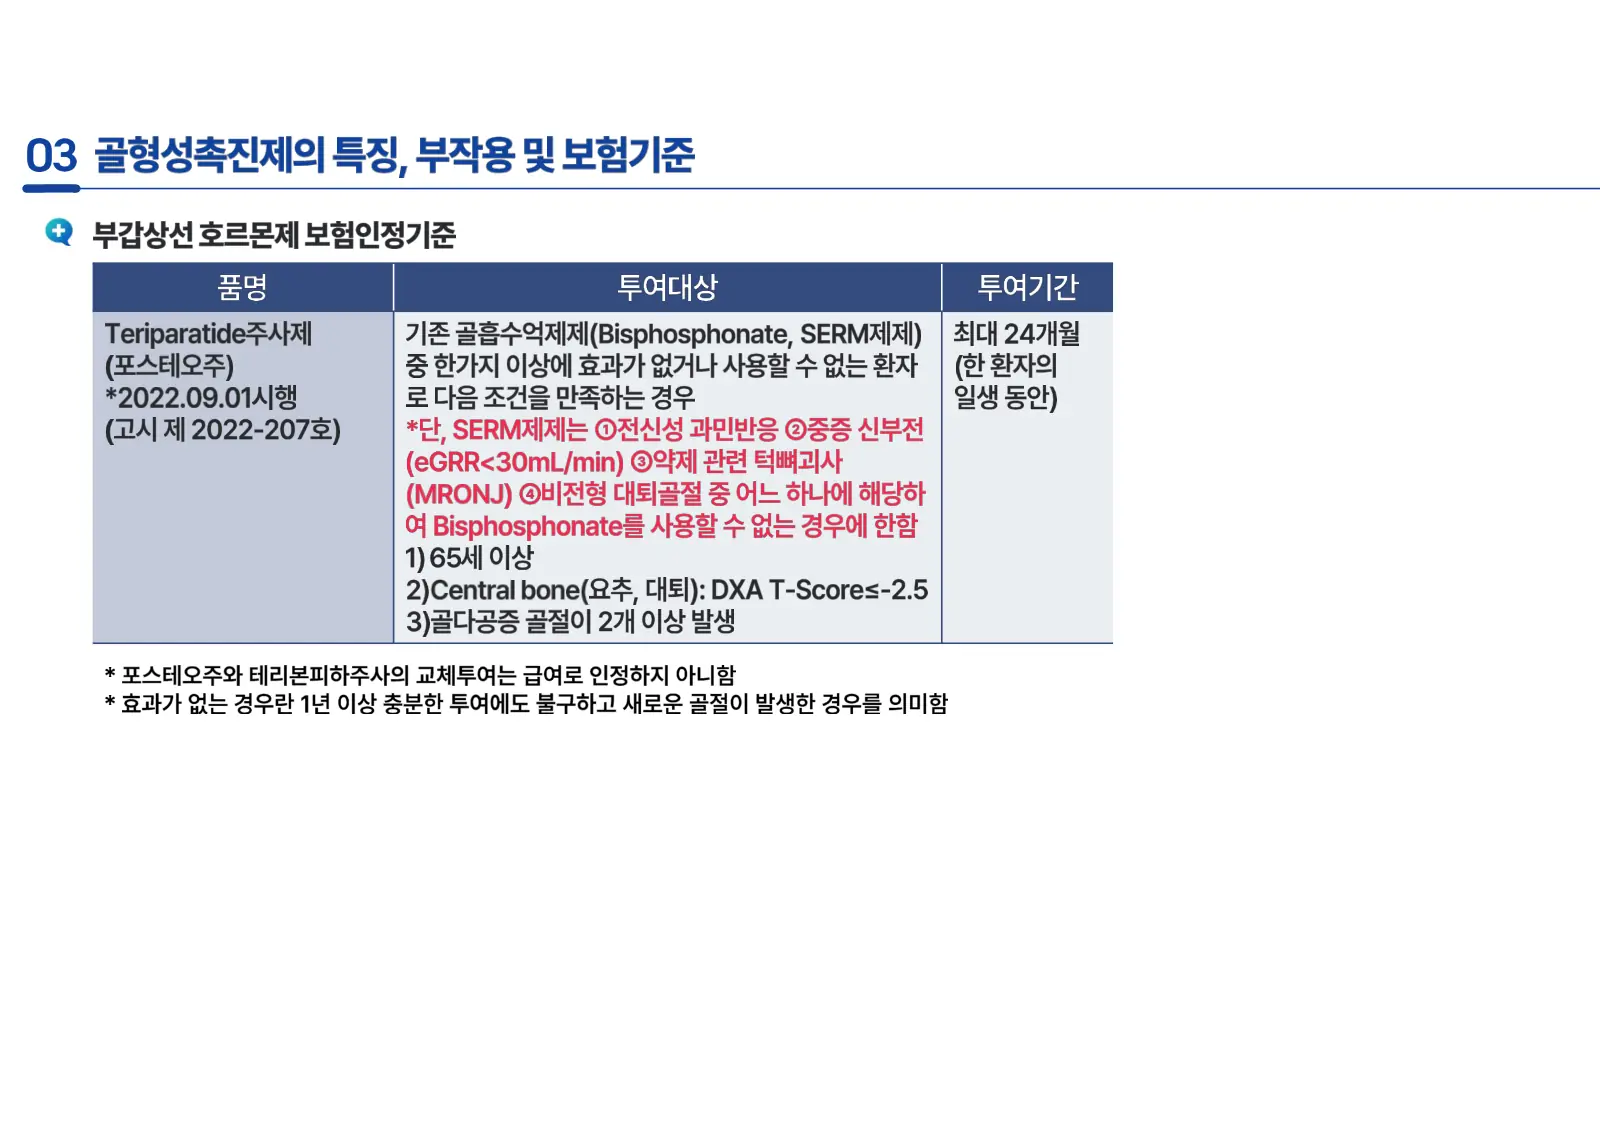 03 골형성촉진제의 특징, 부작용 및 보험기준
부갑상선 호르몬제 보험인정기준
품명
투여대상
투여기간
Teriparatide주사제
(포스테오주)
*2022.09.01시행
(고시 제 2022-207호)
기존 골흡수억제제(Bisphosphonate, SERM제제)
중 한가지 이상에 효과가 없거나 사용할 수 없는 환자
로 다음 조건을 만족하는 경우
*단, SERM제제는 ①전신성 과민반응 ②중증 신부전
(eGRR<30mL/min) ③약제 관련 턱뼈괴사
(MRONJ) ④비전형 대퇴골절 중 어느 하나에 해당하
여 Bisphosphonate를 사용할 수 없는 경우에 한함
1) 65세 이상
2)Central bone(요추, 대퇴): DXA T-Score≤-2.5
3)골다공증 골절이 2개 이상 발생
최대 24개월
(한 환자의
일생 동안)
* 포스테오주와 테리본피하주사의 교체투여는 급여로 인정하지 아니함
* 효과가 없는 경우란 1년 이상 충분한 투여에도 불구하고 새로운 골절이 발생한 경우를 의미함